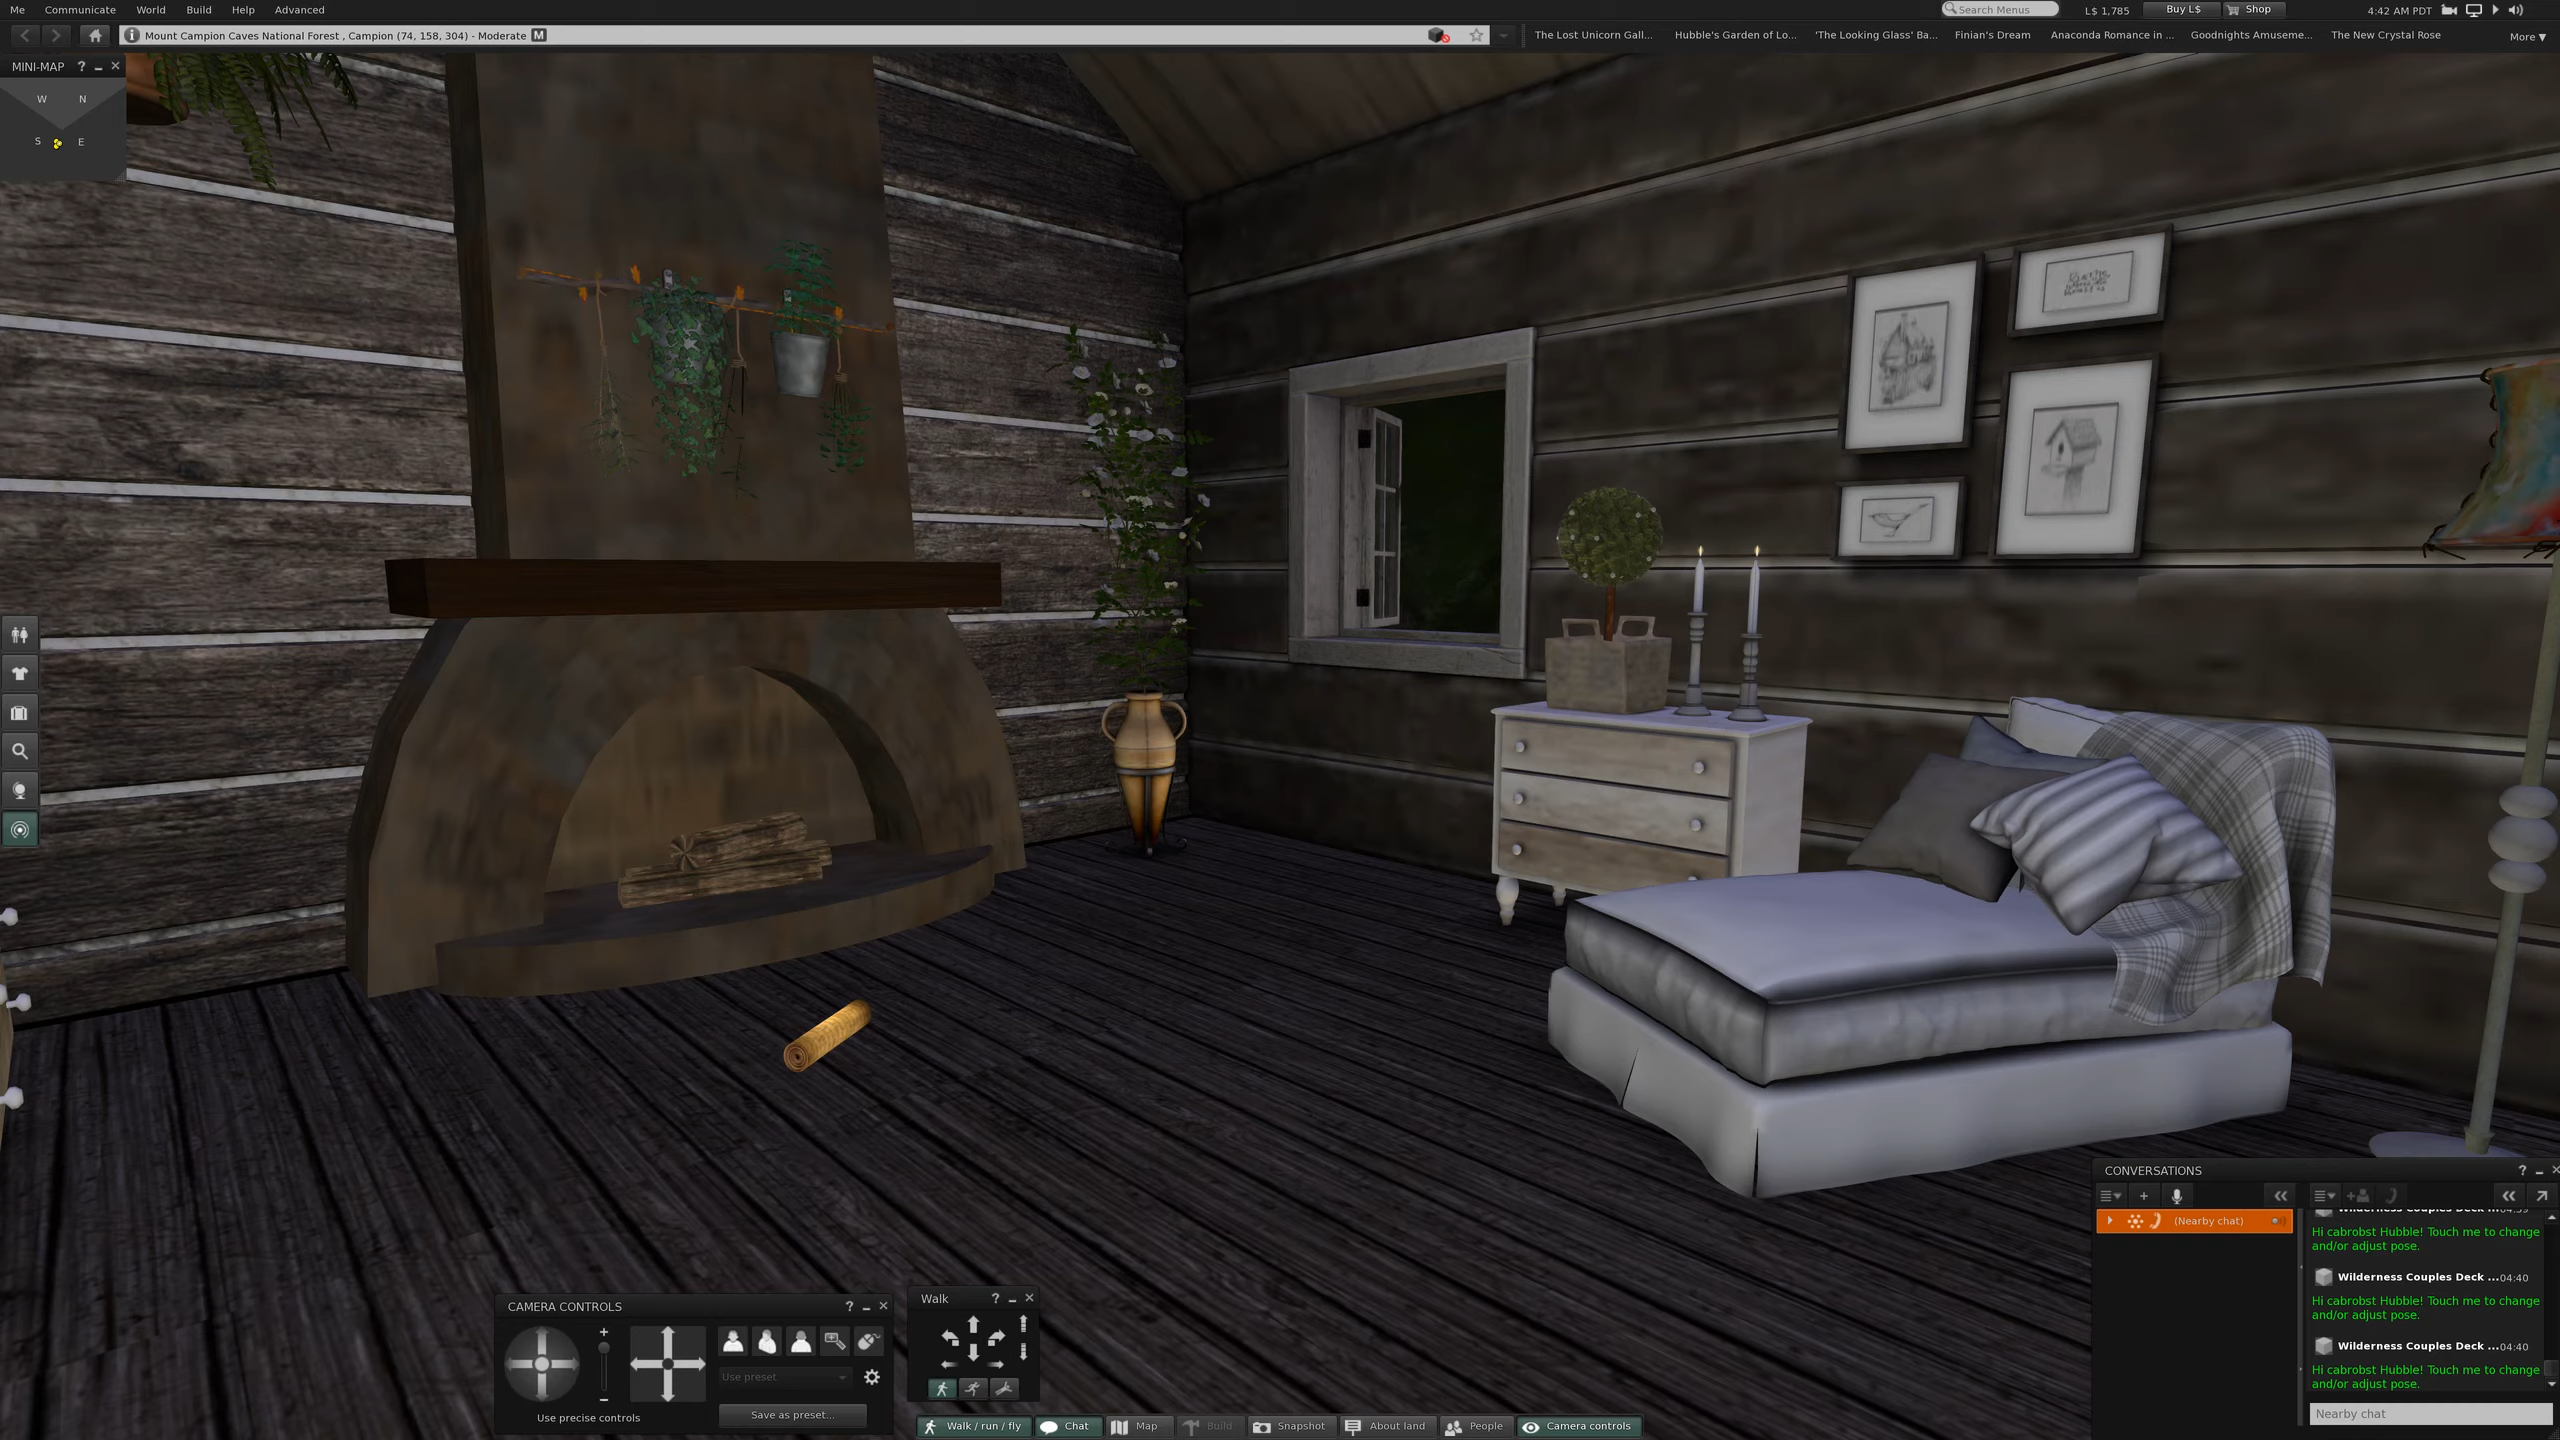 Me Communicate World Build Help Advanced
Search Menus
L$ 1,785 Buy L$ Shop
4:42 AM PDT
Mount Campion Caves National Forest , Campion (74, 158, 304) - Moderate M
The Lost Unicorn Gall... Hubble's Garden of Lo... 'The Looking Glass' Ba... Finian's Dream Anaconda Romance in ... Goodnights Amuseme... The New Crystal Rose
More ▼
MINI-MAP ?
W N
S E
CONVERSATIONS ?
(Nearby chat)
Wilderness Couples Deck ...
Hi cabrobst Hubble! Touch me to change
and/or adjust pose.
Wilderness Couples Deck ...04:40
Hi cabrobst Hubble! Touch me to change
and/or adjust pose.
Wilderness Couples Deck ...04:40
Hi cabrobst Hubble! Touch me to change
and/or adjust pose.
Nearby chat
CAMERA CONTROLS ?
Use preset
Use precise controls
Save as preset...
Walk ?
Walk / run / fly Chat Map Build Snapshot About land People Camera controls